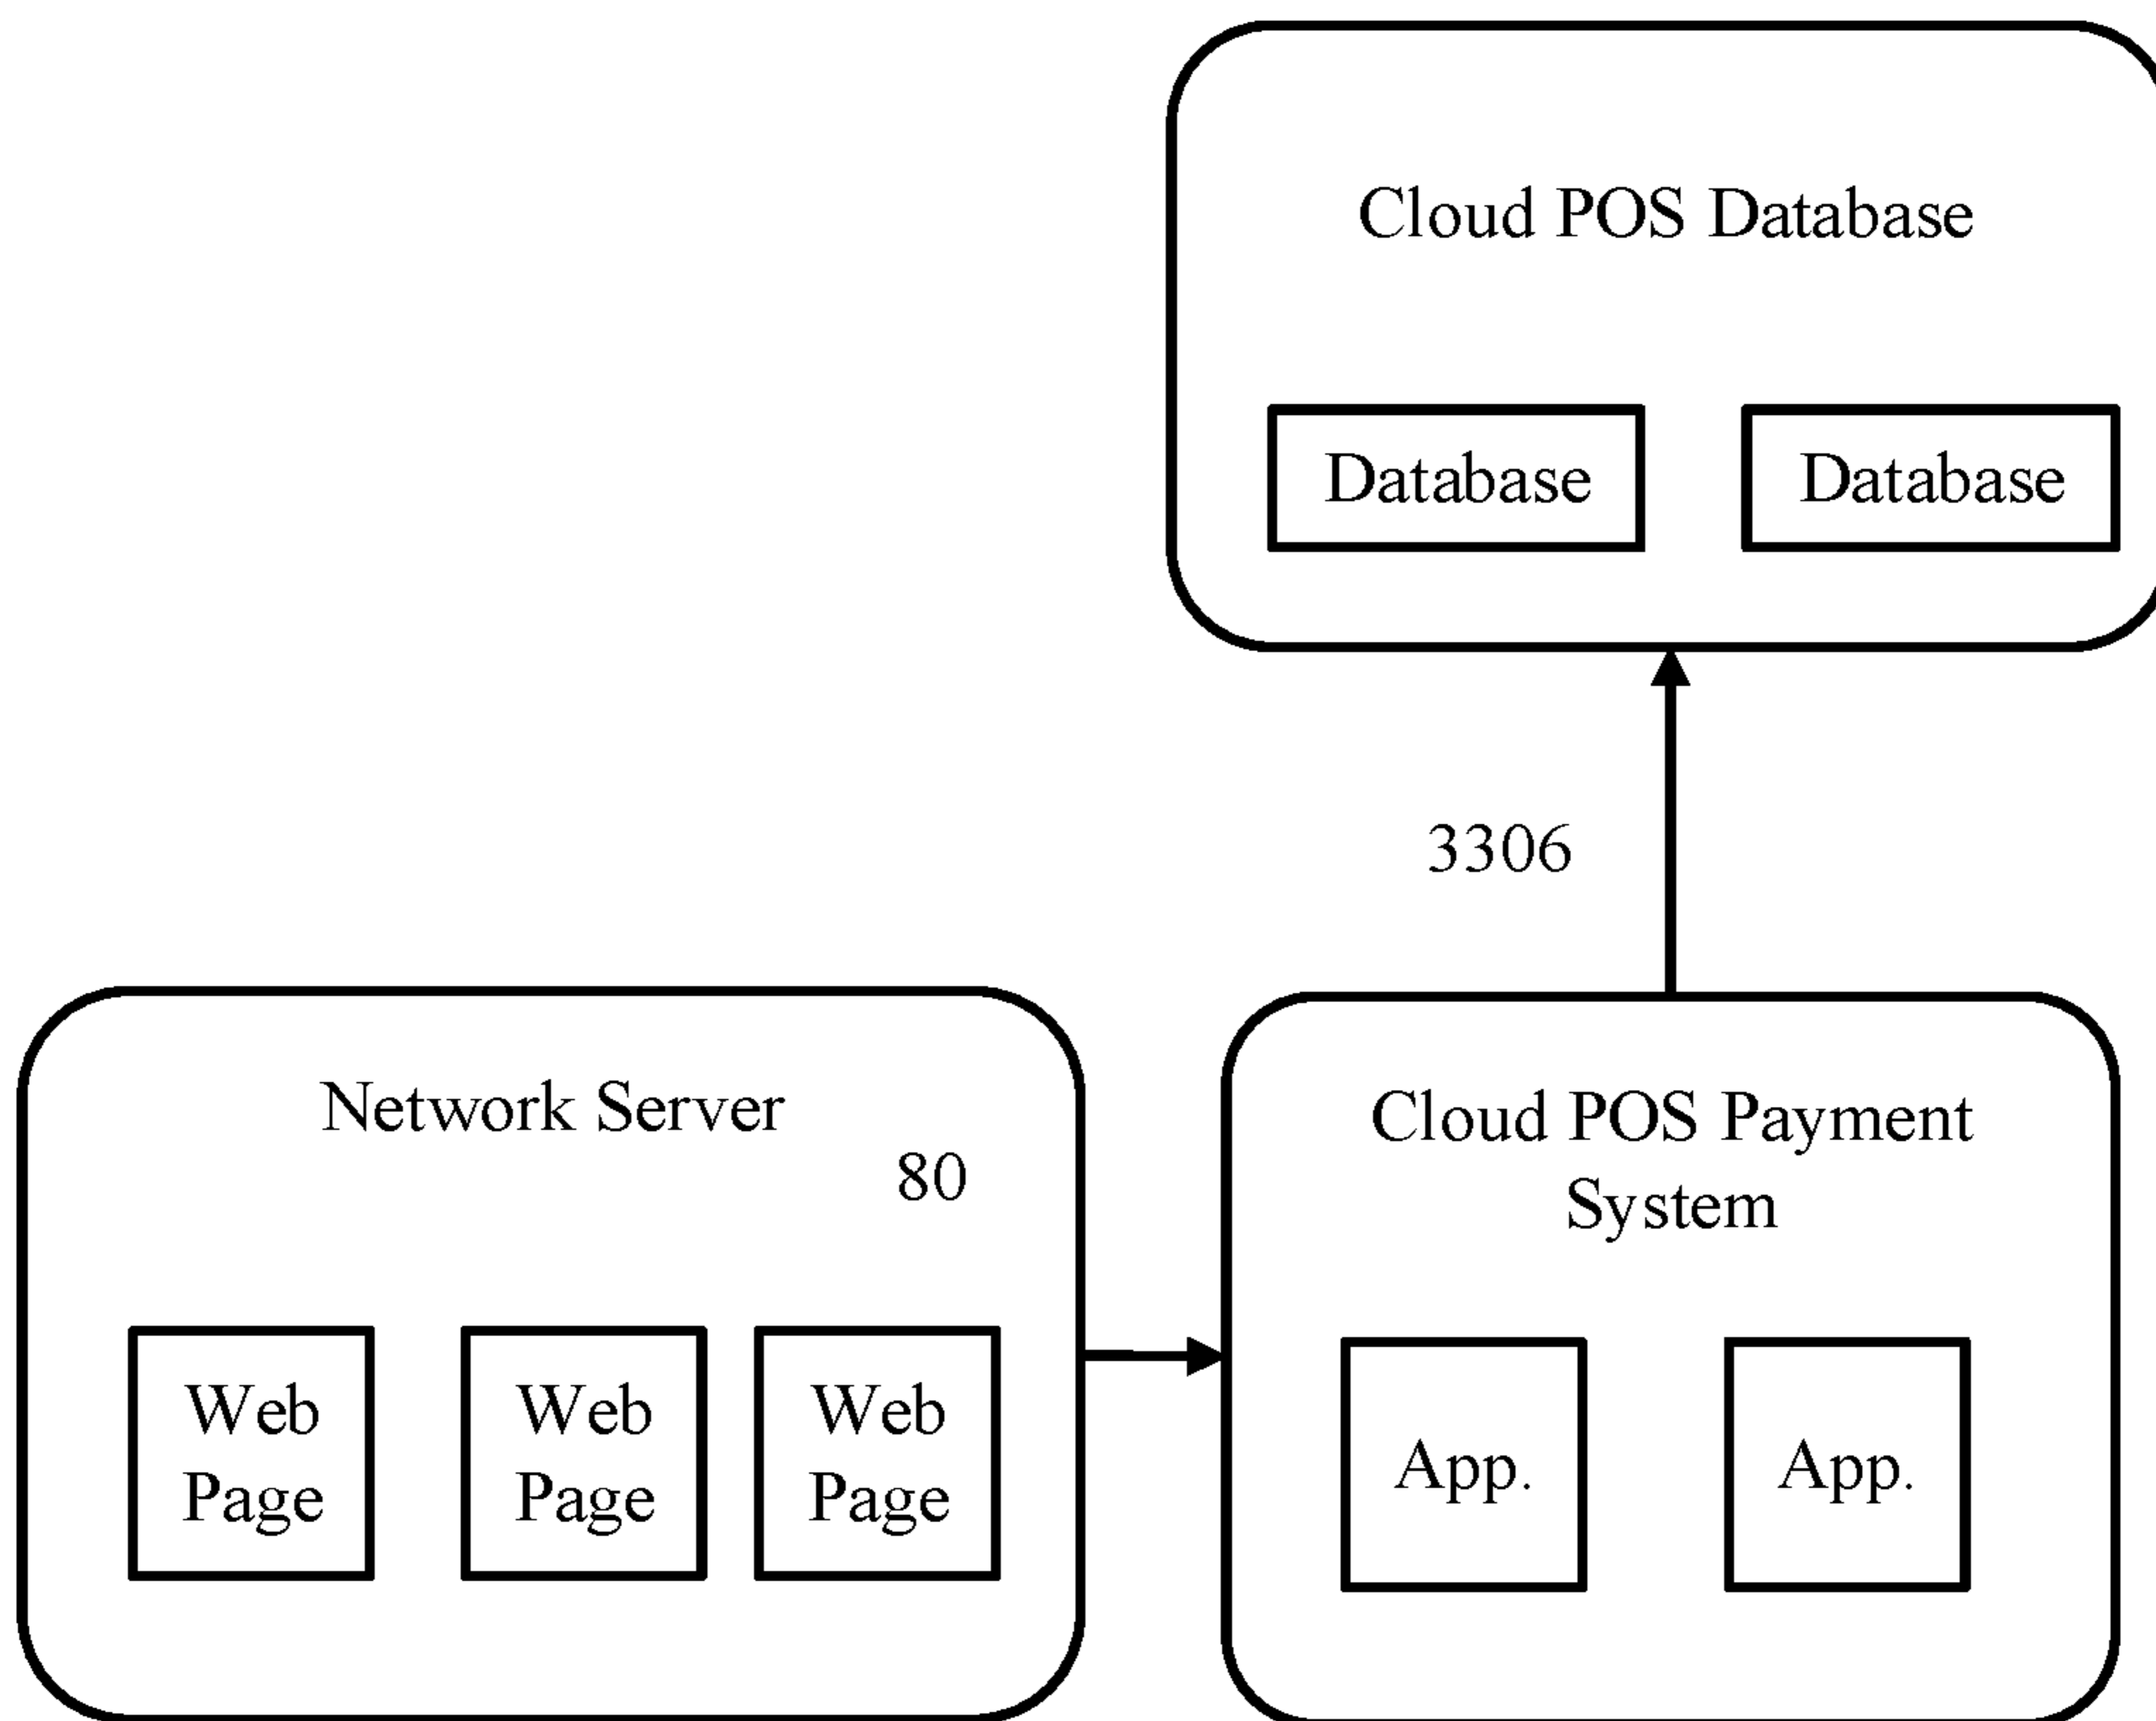 Cloud POS Database
Database
Database
3306
Network Server
80
Web
Page
Web
Page
Web
Page
Cloud POS Payment
System
App.
App.